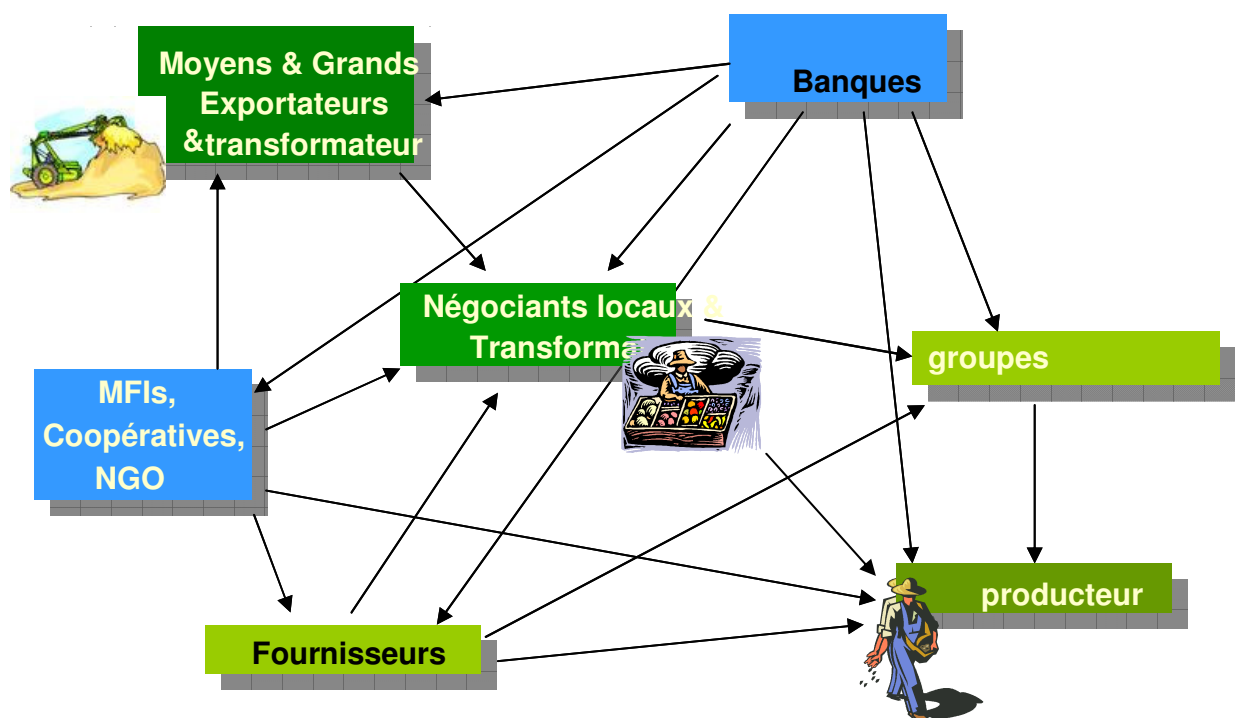 Moyens & Grands
Exportateurs
&transformateur
Banques
Négociants locaux &
Transforma
groupes
MFIs,
Coopératives,
NGO
producteur
Fournisseurs